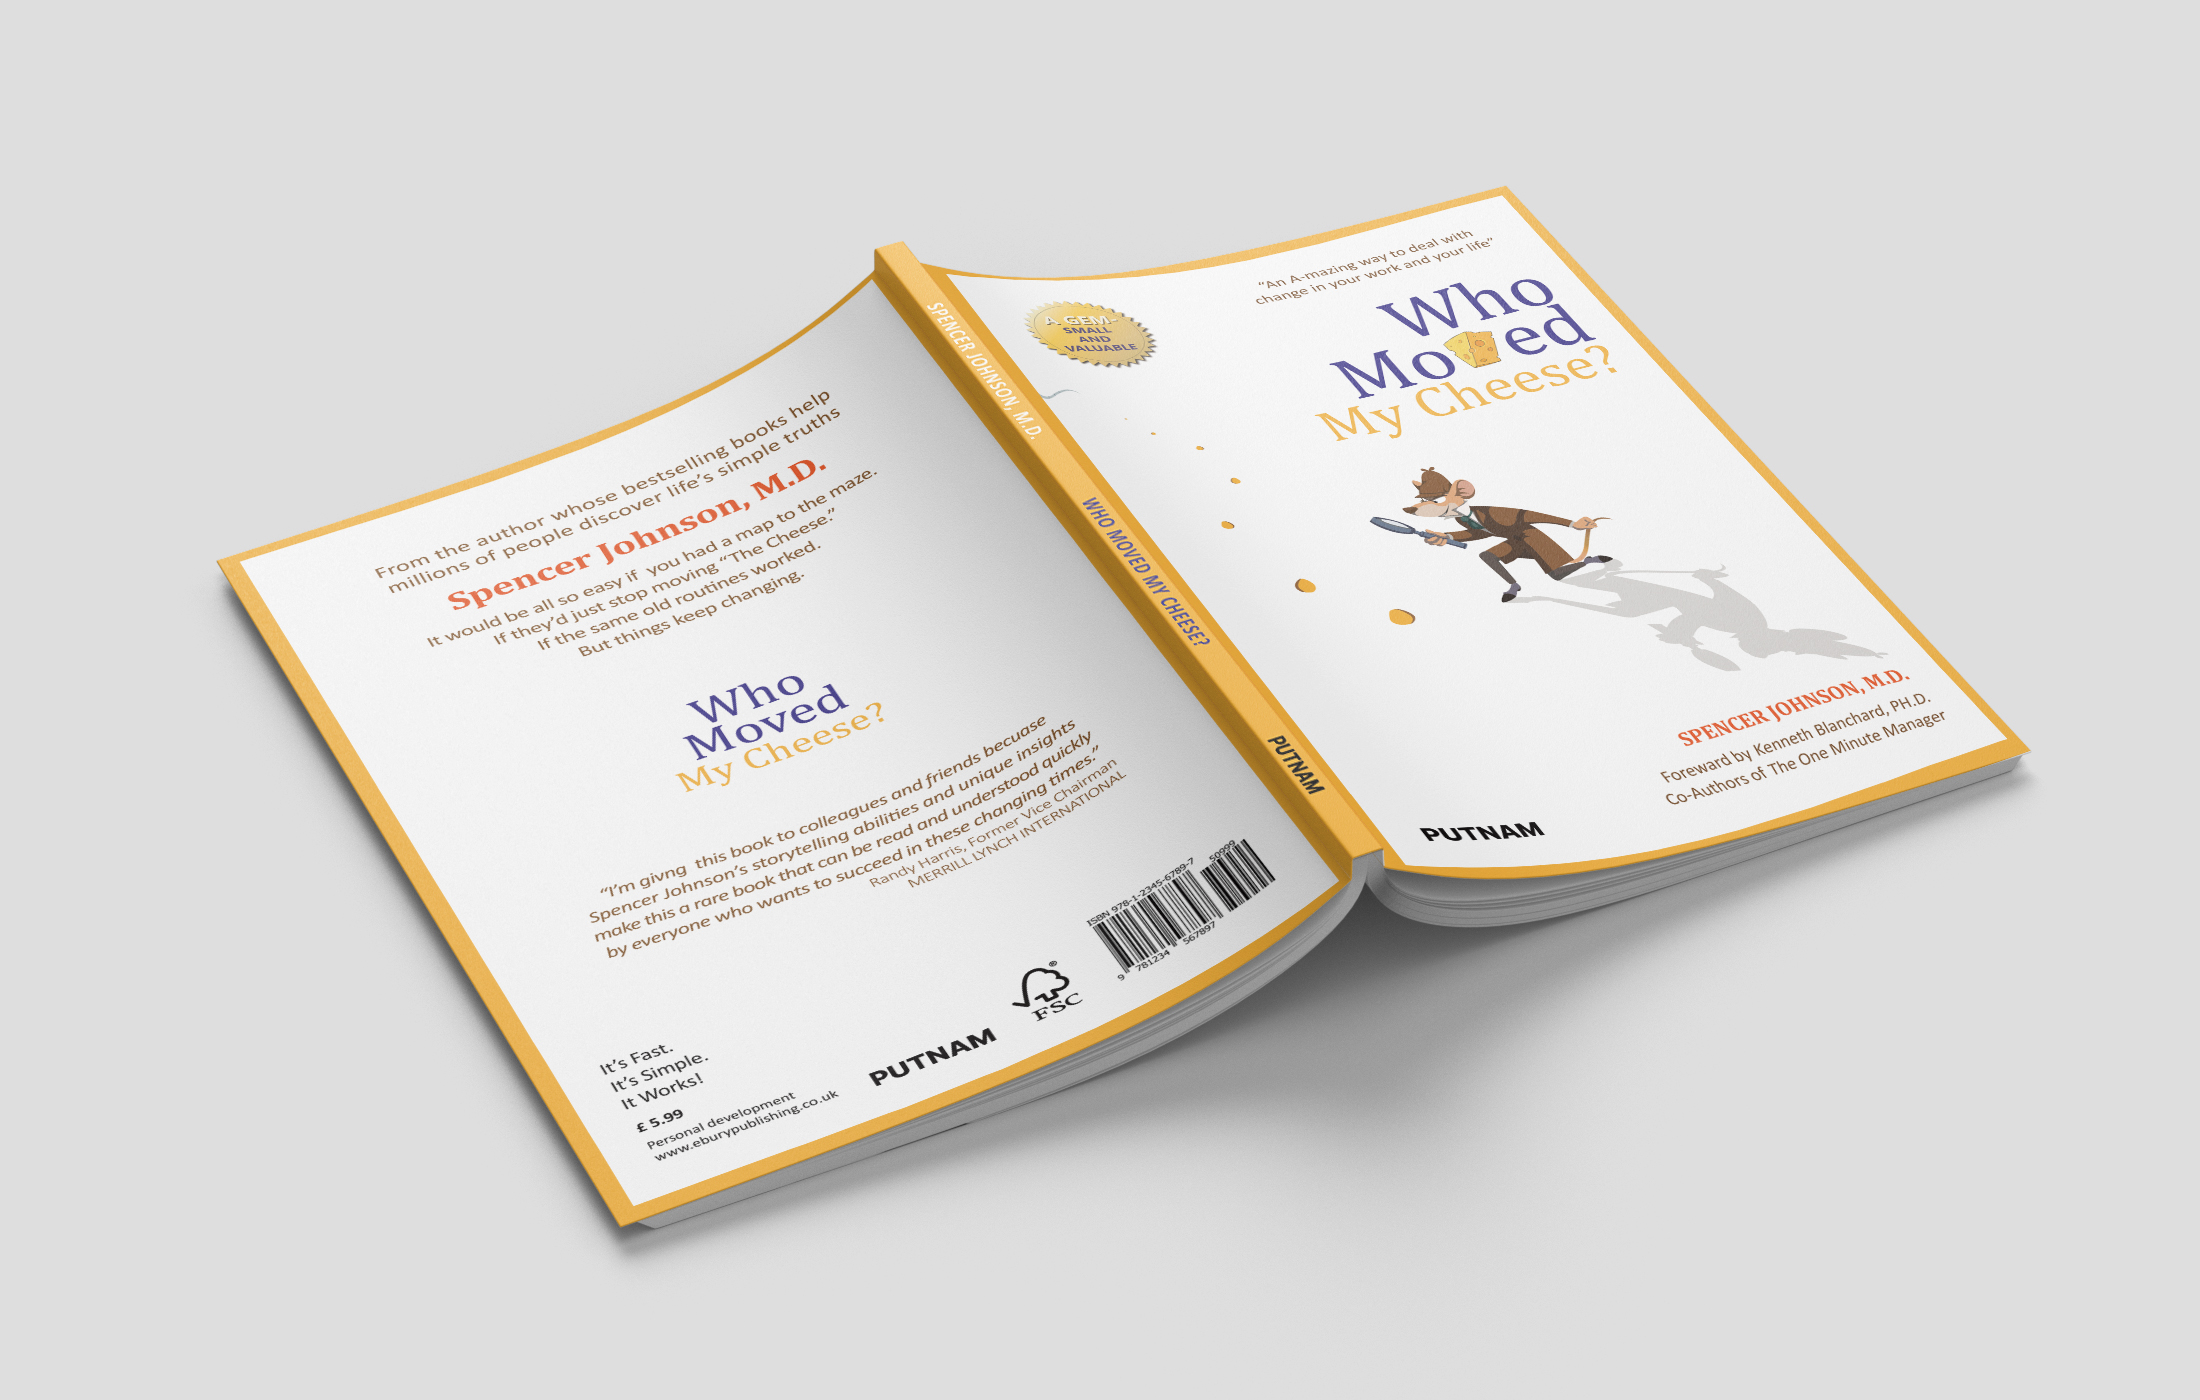 From the author whose bestselling books help
millions of people discover life's simple truths
Spencer Johnson, M.D.
It would be all so easy if you had a map to the maze.
If they'd just stop moving "The Cheese."
If the same old routines worked.
But things keep changing.
Who
Moved
My Cheese?
"I'm givng this book to colleagues and friends becuase
Spencer Johnson's storytelling abilities and unique insights
make this a rare book that can be read and understood quickly
by everyone who wants to succeed in these changing times."
Randy Harris, Former Vice Chairman
MERRILL LYNCH INTERNATIONAL
It's Fast.
It's Simple.
It Works!
£ 5.99
Personal development
www.eburypublishing.co.uk
PUTNAM
®
FSC
ISBN 978-1-2345-6789-7
50999
9 781234 567897
SPENCER JOHNSON, M.D.
WHO MOVED MY CHEESE?
PUTNAM
A GEM-
SMALL
AND
VALUABLE
"An A-mazing way to deal with
change in your work and your life"
Who
Mo ed
My Cheese?
SPENCER JOHNSON, M.D.
Foreword by Kenneth Blanchard, PH.D.
Co-Authors of The One Minute Manager
PUTNAM